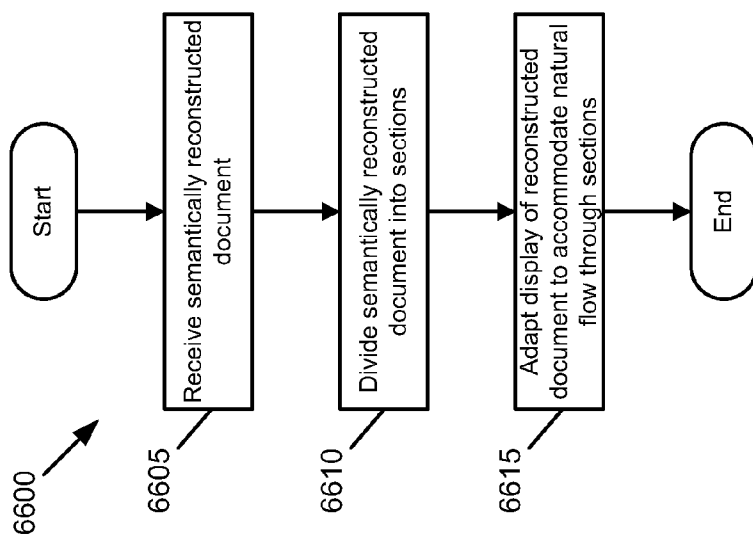 6600
Start
6605
Receive semantically reconstructed
document
6610
Divide semantically reconstructed
document into sections
6615
Adapt display of reconstructed
document to accommodate natural
flow through sections
End